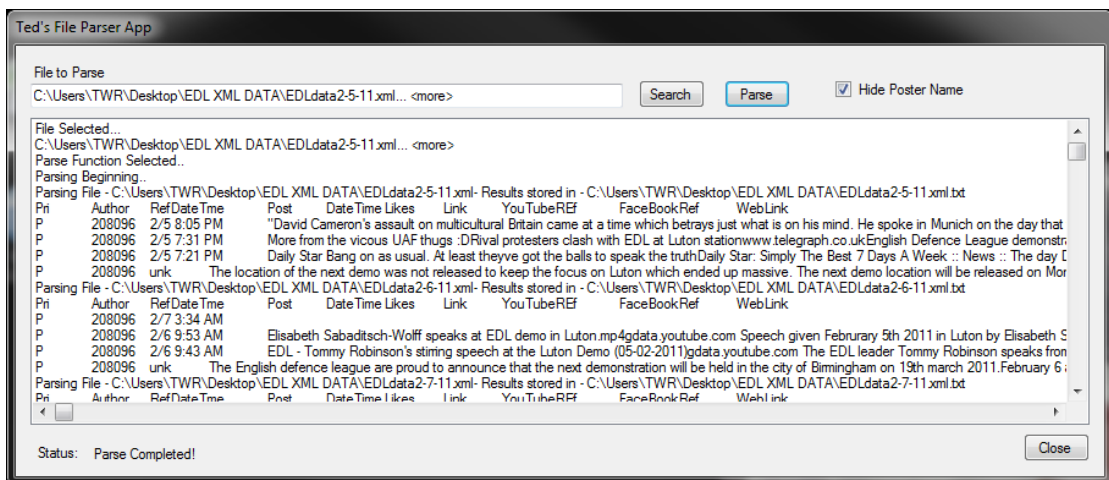 Ted's File Parser App
File to Parse
C:\Users\TWR\Desktop\EDL XML DATA\EDLdata2-5-11.xml... <more> Search Parse Hide Poster Name
File Selected...
C:\Users\TWR\Desktop\EDL XML DATA\EDLdata2-5-11.xml... <more>
Parse Function Selected..
Parsing Beginning..
Parsing File - C:\Users\TWR\Desktop\EDL XML DATA\EDLdata2-5-11.xml- Results stored in - C:\Users\TWR\Desktop\EDL XML DATA\EDLdata2-5-11.xml.txt
Pri Author RefDateTme Post DateTime Likes Link YouTubeREf FaceBookRef WebLink
P 208096 2/5 8:05 PM "David Cameron's assault on multicultural Britain came at a time which betrays just what is on his mind. He spoke in Munich on the day that
P 208096 2/5 7:31 PM More from the vicous UAF thugs :DRival protesters clash with EDL at Luton stationwww.telegraph.co.ukEnglish Defence League demonstr
P 208096 2/5 7:21 PM Daily Star Bang on as usual. At least theyve got the balls to speak the truthDaily Star: Simply The Best 7 Days A Week :: News :: The day
P 208096 unk The location of the next demo was not released to keep the focus on Luton which ended up massive. The next demo location will be released on Mor
Parsing File - C:\Users\TWR\Desktop\EDL XML DATA\EDLdata2-6-11.xml- Results stored in - C:\Users\TWR\Desktop\EDL XML DATA\EDLdata2-6-11.xml.txt
Pri Author RefDateTme Post DateTime Likes Link YouTubeREf FaceBookRef WebLink
P 208096 2/7 3:34 AM
P 208096 2/6 9:53 AM Elisabeth Sabaditsch-Wolff speaks at EDL demo in Luton.mp4gdata.youtube.com Speech given Februrary 5th 2011 in Luton by Elisabeth S
P 208096 2/6 9:43 AM EDL - Tommy Robinson's stirring speech at the Luton Demo (05-02-2011)gdata.youtube.com The EDL leader Tommy Robinson speaks from
P 208096 unk The English defence league are proud to announce that the next demonstration will be held in the city of Birmingham on 19th march 2011.February 6
Parsing File - C:\Users\TWR\Desktop\EDL XML DATA\EDLdata2-7-11.xml- Results stored in - C:\Users\TWR\Desktop\EDL XML DATA\EDLdata2-7-11.xml.txt
Pri Author RefDateTme Post DateTime Likes Link YouTubeREf FaceBookRef WebLink
Status: Parse Completed! Close